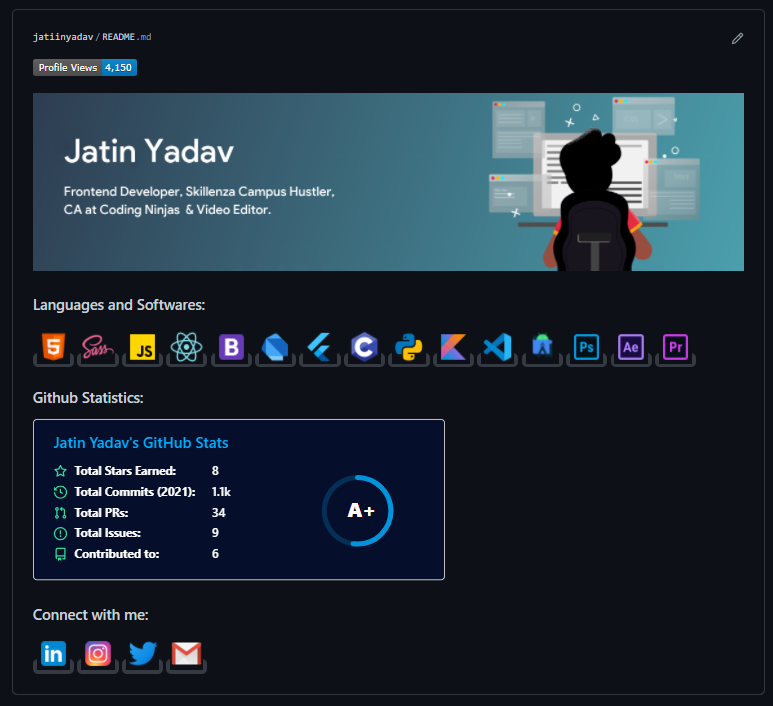 jatiinyadav/README.md
Profile Views 4,150
Jatin Yadav
Frontend Developer, Skillenza Campus Hustler,
CA at Coding Ninjas & Video Editor.
Languages and Softwares:
5 Sass JS B C Ps Ae Pr
Github Statistics:
Jatin Yadav's GitHub Stats
Total Stars Earned: 8
Total Commits (2021): 1.1k
Total PRs: 34
Total Issues: 9
Contributed to: 6
A+
Connect with me:
in